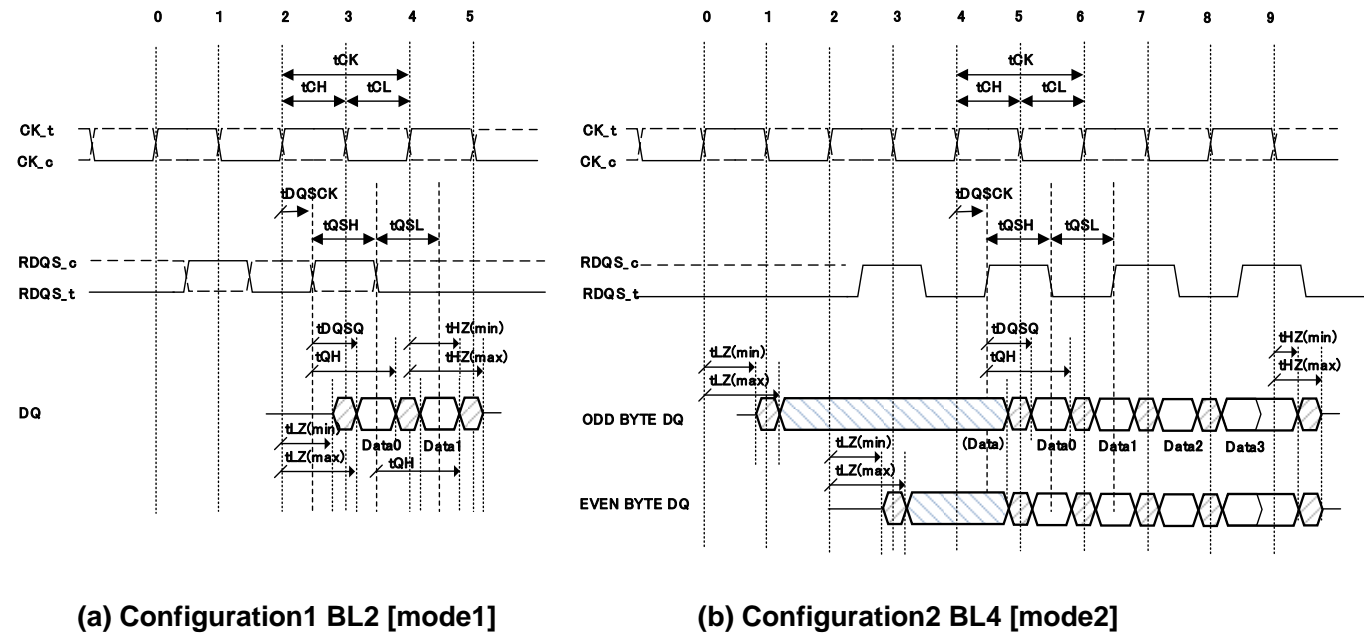 0 1 2 3 4 5
tCK
tCH tCL
CK_t
CK_c
tDQSCK
tQSH tQSL
RDQS_c
RDQS_t
tDQSQ tHZ(min)
tQH tHZ(max)
DQ
tLZ(min) Data0 Data1
tLZ(max) tQH
(a) Configuration1 BL2 [mode1]
0 1 2 3 4 5 6 7 8 9
tCK
tCH tCL
CK_t
CK_c
tDQSCK
tQSH tQSL
RDQS_c
RDQS_t
tDQSQ tHZ(min)
tLZ(min) tQH tHZ(max)
tLZ(max)
ODD BYTE DQ
(Data) Data0 Data1 Data2 Data3
tLZ(min)
tLZ(max)
EVEN BYTE DQ
(b) Configuration2 BL4 [mode2]